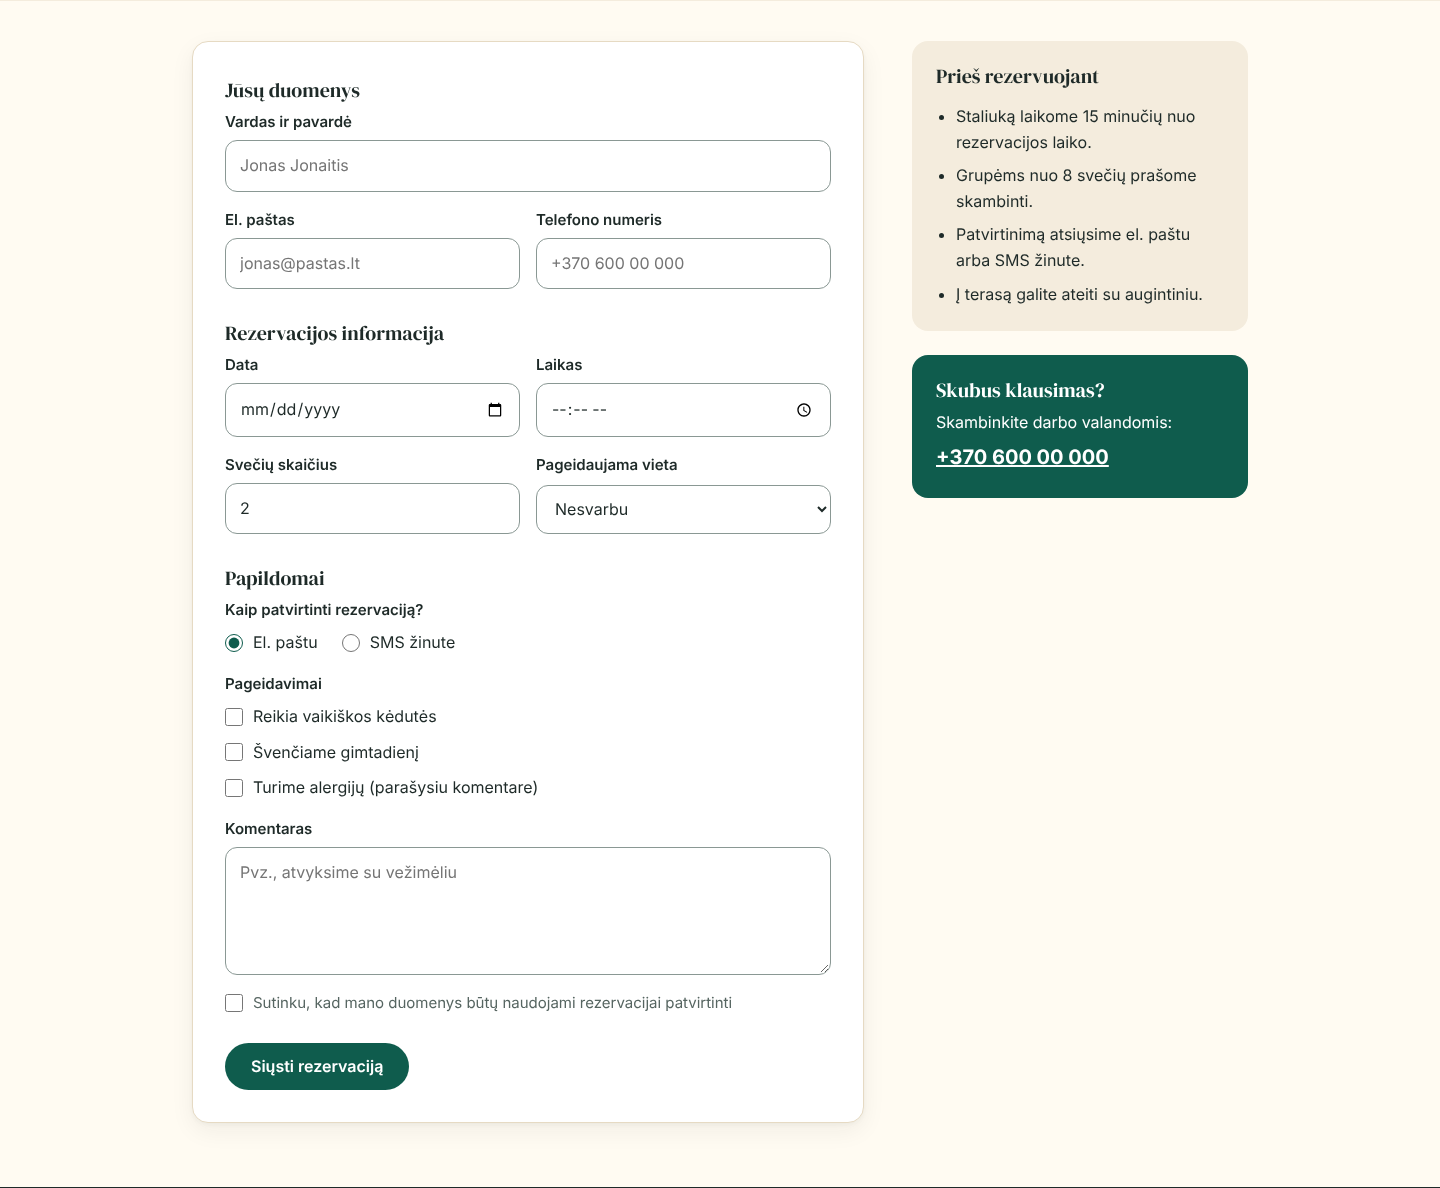 Jūsų duomenys
Vardas ir pavardė
Jonas Jonaitis
El. paštas
Telefono numeris
jonas@pastas.lt
+370 600 00 000
Rezervacijos informacija
Data
Laikas
mm/dd/yyyy
--:-- --
Svečių skaičius
Pageidaujama vieta
2
Nesvarbu
Papildomai
Kaip patvirtinti rezervaciją?
El. paštu
SMS žinute
Pageidavimai
Reikia vaikiškos kėdutės
Švenčiame gimtadienį
Turime alergijų (parašysiu komentare)
Komentaras
Pvz., atvyksime su vežimėliu
Sutinku, kad mano duomenys būtų naudojami rezervacijai patvirtinti
Siųsti rezervaciją
Prieš rezervuojant
• Staliuką laikome 15 minučių nuo
rezervacijos laiko.
• Grupėms nuo 8 svečių prašome
skambinti.
• Patvirtinimą atsiųsime el. paštu
arba SMS žinute.
• Į terasą galite ateiti su augintiniu.
Skubus klausimas?
Skambinkite darbo valandomis:
+370 600 00 000